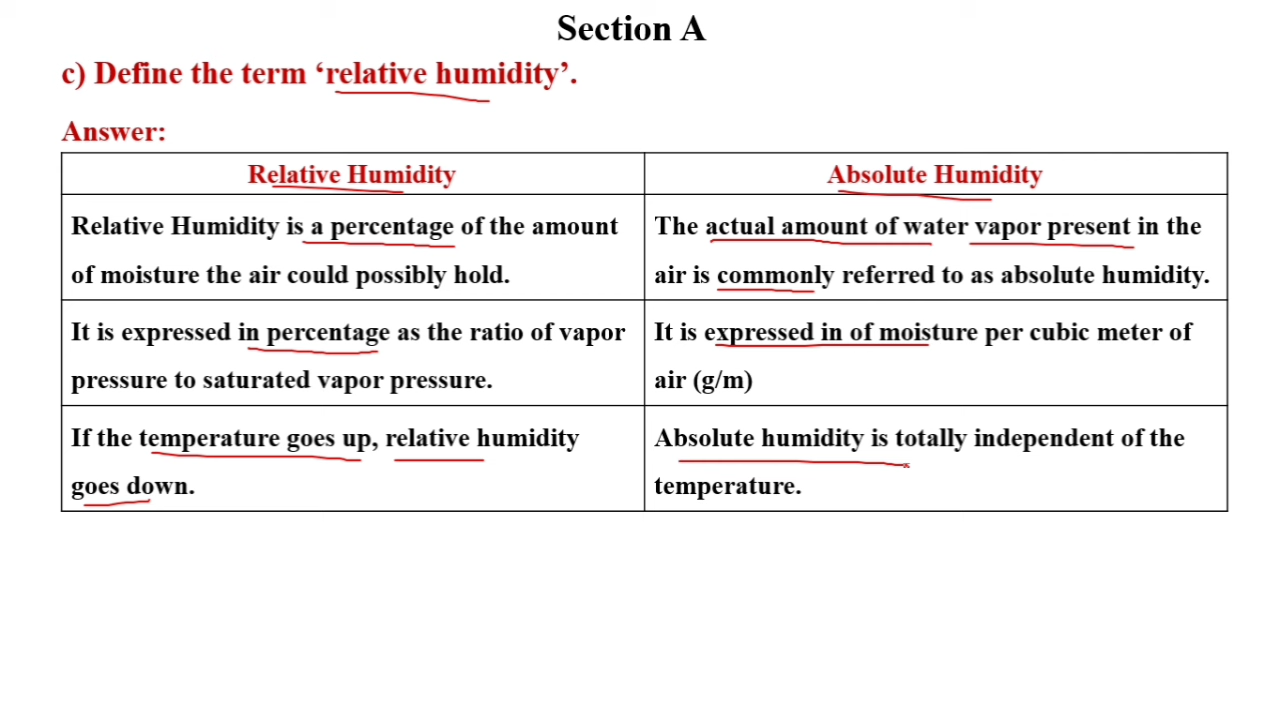 Section A
c) Define the term ‘relative humidity’.
Answer:
Relative Humidity
Absolute Humidity
Relative Humidity is a percentage of the amount
of moisture the air could possibly hold.
The actual amount of water vapor present in the
air is commonly referred to as absolute humidity.
It is expressed in percentage as the ratio of vapor
pressure to saturated vapor pressure.
It is expressed in of moisture per cubic meter of
air (g/m)
If the temperature goes up, relative humidity
goes down.
Absolute humidity is totally independent of the
temperature.